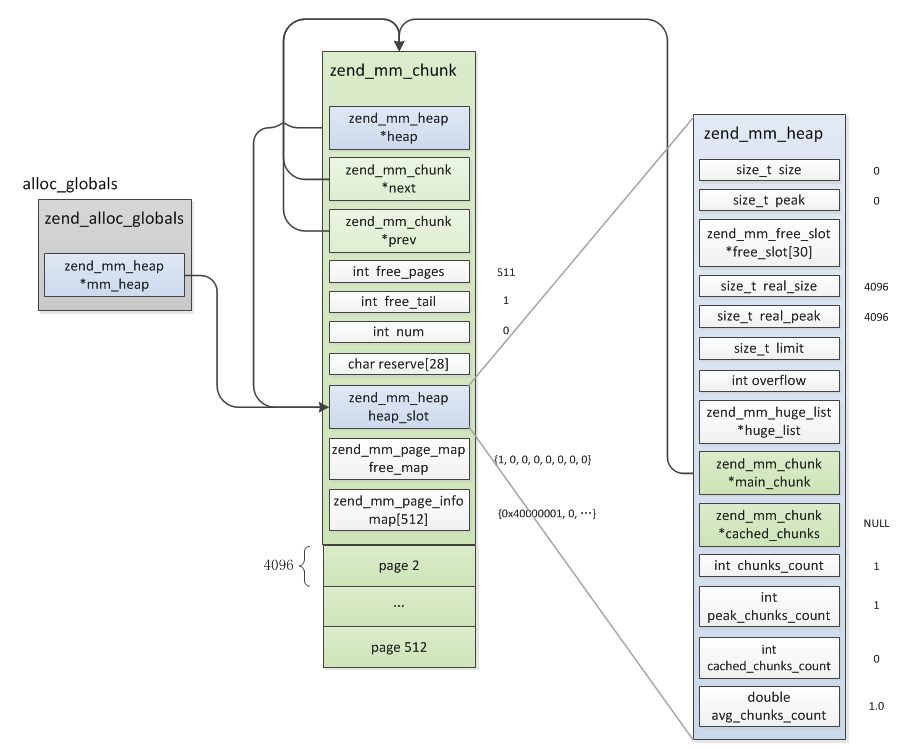 alloc_globals
zend_alloc_globals
zend_mm_heap
*mm_heap
zend_mm_chunk
zend_mm_heap
*heap
zend_mm_chunk
*next
zend_mm_chunk
*prev
int free_pages
511
int free_tail
1
int num
0
char reserve[28]
zend_mm_heap
heap_slot
zend_mm_page_map
free_map
{1, 0, 0, 0, 0, 0, 0, 0}
zend_mm_page_info
map[512]
{0x40000001, 0, ⋯}
4096
page 2
...
page 512
zend_mm_heap
size_t size
0
size_t peak
0
zend_mm_free_slot
*free_slot[30]
size_t real_size
4096
size_t real_peak
4096
size_t limit
int overflow
zend_mm_huge_list
*huge_list
zend_mm_chunk
*main_chunk
zend_mm_chunk
*cached_chunks
NULL
int chunks_count
1
int
peak_chunks_count
1
int
cached_chunks_count
0
double
avg_chunks_count
1.0